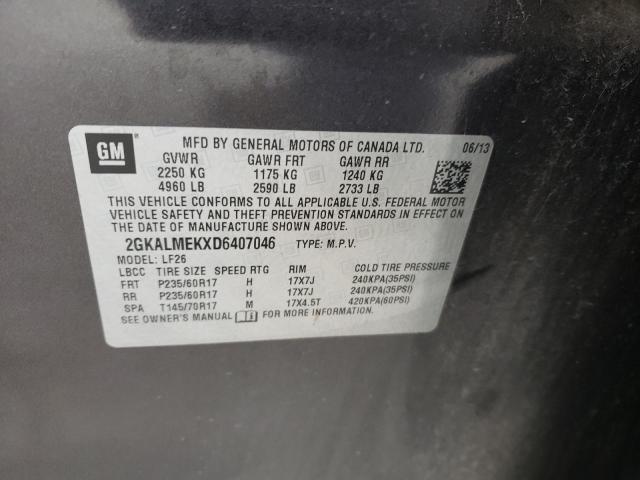 GM
MFD BY GENERAL MOTORS OF CANADA LTD. 06/13
GVWR GAWR FRT GAWR RR
2250 KG 1175 KG 1240 KG
4960 LB 2590 LB 2733 LB
THIS VEHICLE CONFORMS TO ALL APPLICABLE U.S. FEDERAL MOTOR
VEHICLE SAFETY AND THEFT PREVENTION STANDARDS IN EFFECT ON
THE DATE OF MANUFACTURE SHOWN ABOVE.
2GKALMEKXD6407046 TYPE: M.P.V.
MODEL: LF26
LBCC TIRE SIZE SPEED RTG RIM COLD TIRE PRESSURE
FRT P235/60R17 H 17X7J 240KPA(35PSI)
RR P235/60R17 H 17X7J 240KPA(35PSI)
SPA T145/70R17 M 17X4.5T 420KPA(60PSI)
SEE OWNER'S MANUAL FOR MORE INFORMATION.